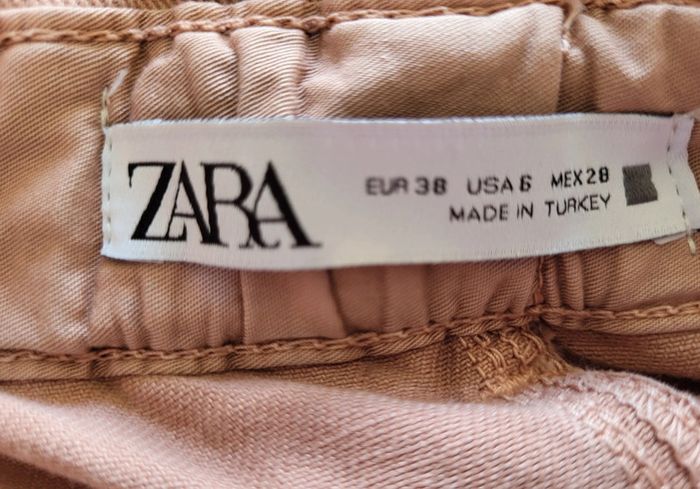 ZARA
EUR 38 USA 6 MEX 28
MADE IN TURKEY